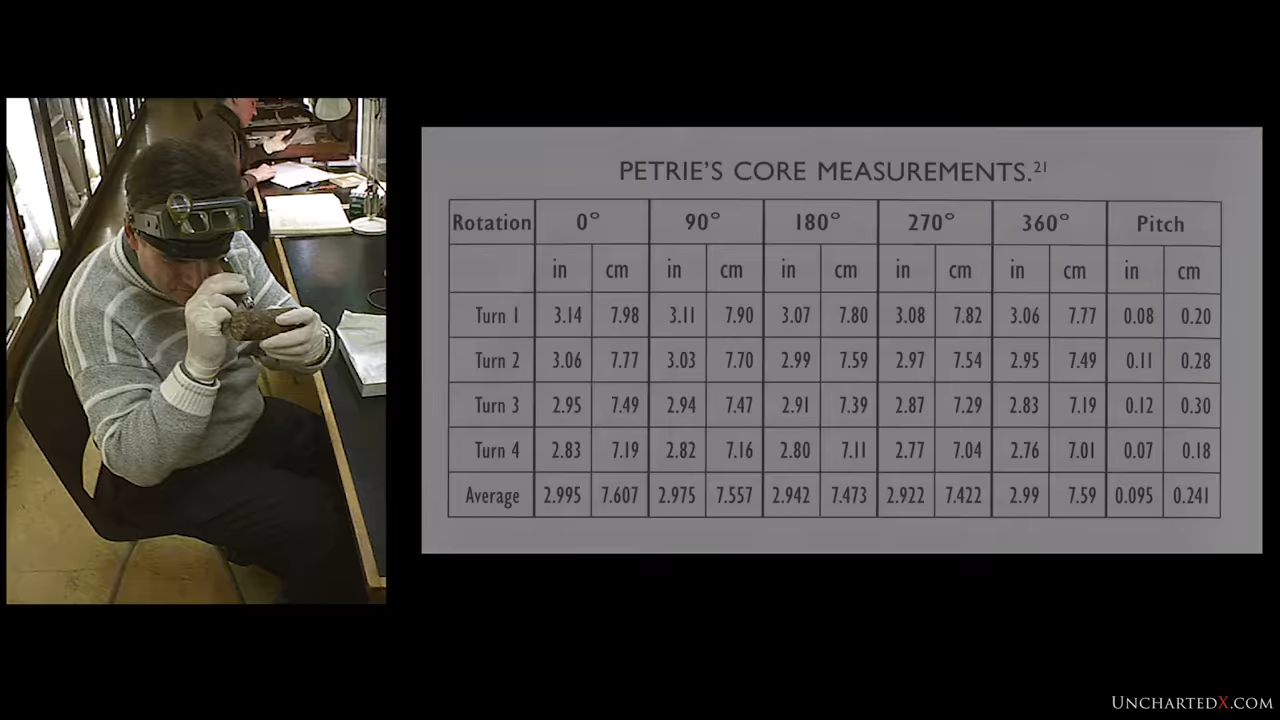 PETRIE'S CORE MEASUREMENTS.21
Rotation 0° 90° 180° 270° 360° Pitch
in cm in cm in cm in cm in cm in cm
Turn 1 3.14 7.98 3.11 7.90 3.07 7.80 3.08 7.82 3.06 7.77 0.08 0.20
Turn 2 3.06 7.77 3.03 7.70 2.99 7.59 2.97 7.54 2.95 7.49 0.11 0.28
Turn 3 2.95 7.49 2.94 7.47 2.91 7.39 2.87 7.29 2.83 7.19 0.12 0.30
Turn 4 2.83 7.19 2.82 7.16 2.80 7.11 2.77 7.04 2.76 7.01 0.07 0.18
Average 2.995 7.607 2.975 7.557 2.942 7.473 2.922 7.422 2.99 7.59 0.095 0.241
UNCHARTEDX.COM